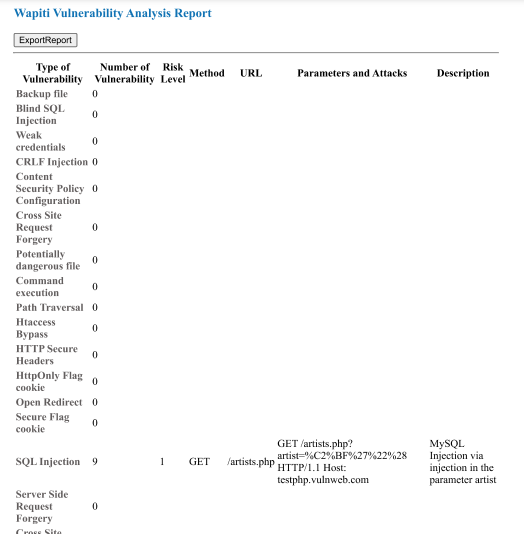 Wapiti Vulnerability Analysis Report
ExportReport
Type of Vulnerability Number of Vulnerability Risk Level Method URL Parameters and Attacks Description
Backup file 0
Blind SQL Injection 0
Weak credentials 0
CRLF Injection 0
Content Security Policy Configuration 0
Cross Site Request Forgery 0
Potentially dangerous file 0
Command execution 0
Path Traversal 0
Htaccess Bypass 0
HTTP Secure Headers 0
HttpOnly Flag cookie 0
Open Redirect 0
Secure Flag cookie 0
SQL Injection 9 1 GET /artists.php GET /artists.php?artist=%C2%BF%27%22%28 HTTP/1.1 Host: testphp.vulnweb.com MySQL Injection via injection in the parameter artist
Server Side Request Forgery 0
Cross Site